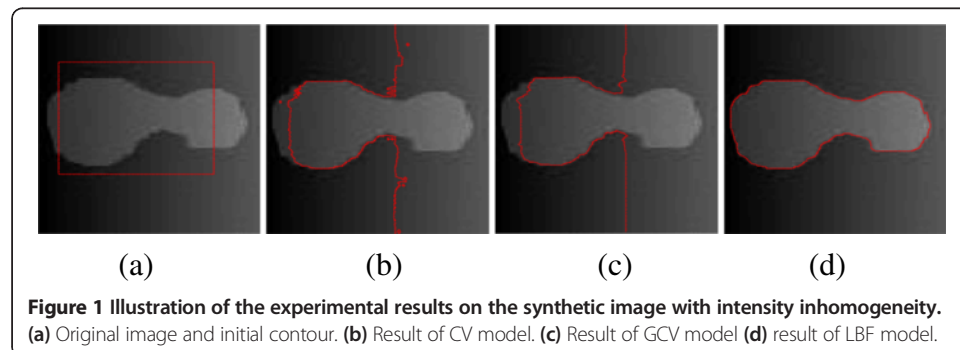 (a) (b) (c) (d)
Figure 1 Illustration of the experimental results on the synthetic image with intensity inhomogeneity.
(a) Original image and initial contour. (b) Result of CV model. (c) Result of GCV model (d) result of LBF model.